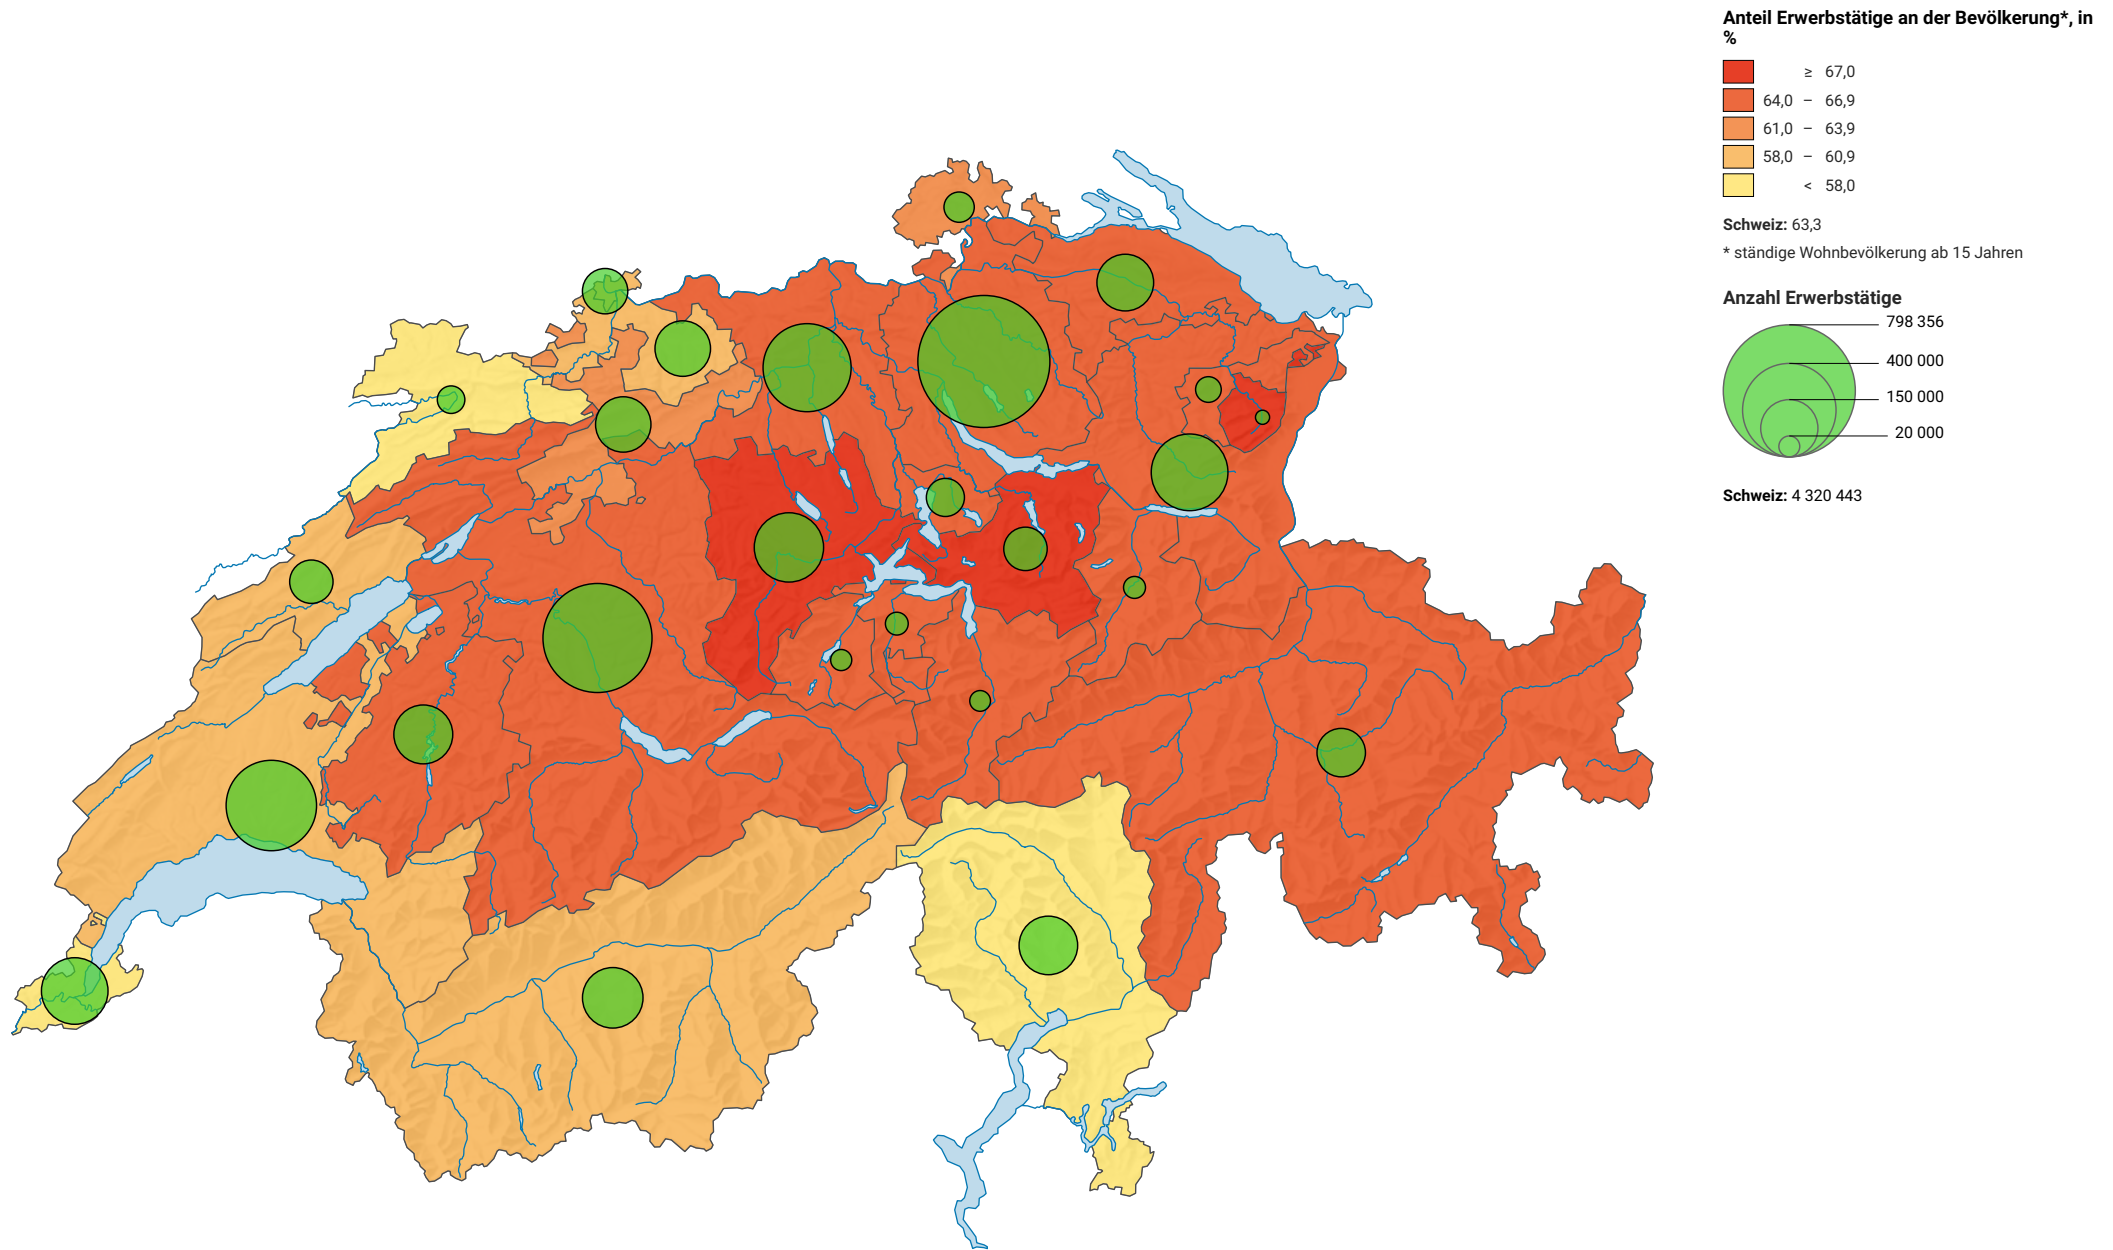 Anteil Erwerbstätige an der Bevölkerung*, in
%
≥ 67,0
64,0 – 66,9
61,0 – 63,9
58,0 – 60,9
< 58,0
Schweiz: 63,3
* ständige Wohnbevölkerung ab 15 Jahren
Anzahl Erwerbstätige
798 356
400 000
150 000
20 000
Schweiz: 4 320 443